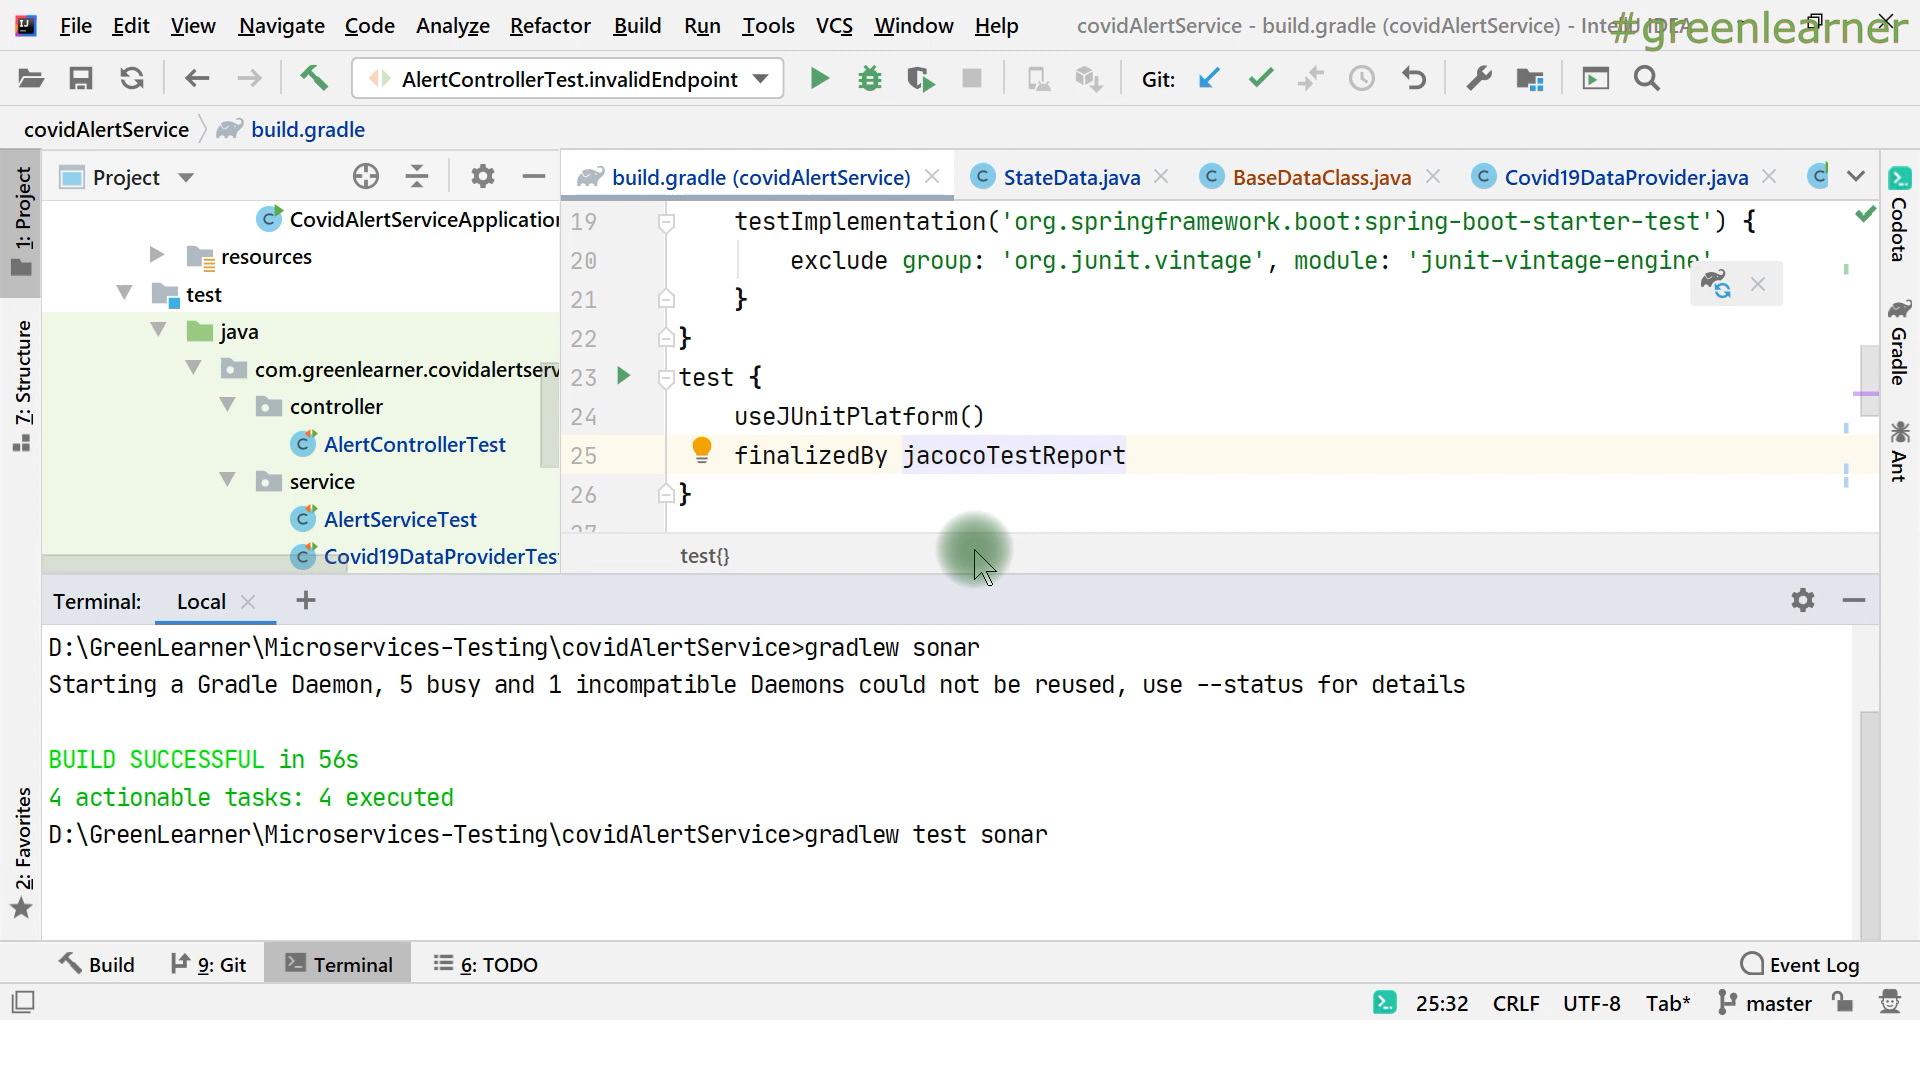 File Edit View Navigate Code Analyze Refactor Build Run Tools VCS Window Help covidAlertService - build.gradle (covidAlertService) -
#greenlearner
AlertControllerTest.invalidEndpoint Git:
covidAlertService build.gradle
1: Project
7: Structure
2: Favorites
Project
CovidAlertServiceApplication
resources
test
java
com.greenlearner.covidalertserv
controller
AlertControllerTest
service
AlertServiceTest
Covid19DataProviderTes
build.gradle (covidAlertService) StateData.java BaseDataClass.java Covid19DataProvider.java
19 testImplementation('org.springframework.boot:spring-boot-starter-test') {
20 exclude group: 'org.junit.vintage', module: 'junit-vintage-engine'
21 }
22 }
23 test {
24 useJUnitPlatform()
25 finalizedBy jacocoTestReport
26 }
27
test{}
Codota
Gradle
Ant
Terminal: Local
D:\GreenLearner\Microservices-Testing\covidAlertService>gradlew sonar
Starting a Gradle Daemon, 5 busy and 1 incompatible Daemons could not be reused, use --status for details
BUILD SUCCESSFUL in 56s
4 actionable tasks: 4 executed
D:\GreenLearner\Microservices-Testing\covidAlertService>gradlew test sonar
Build 9: Git Terminal 6: TODO Event Log
25:32 CRLF UTF-8 Tab* master